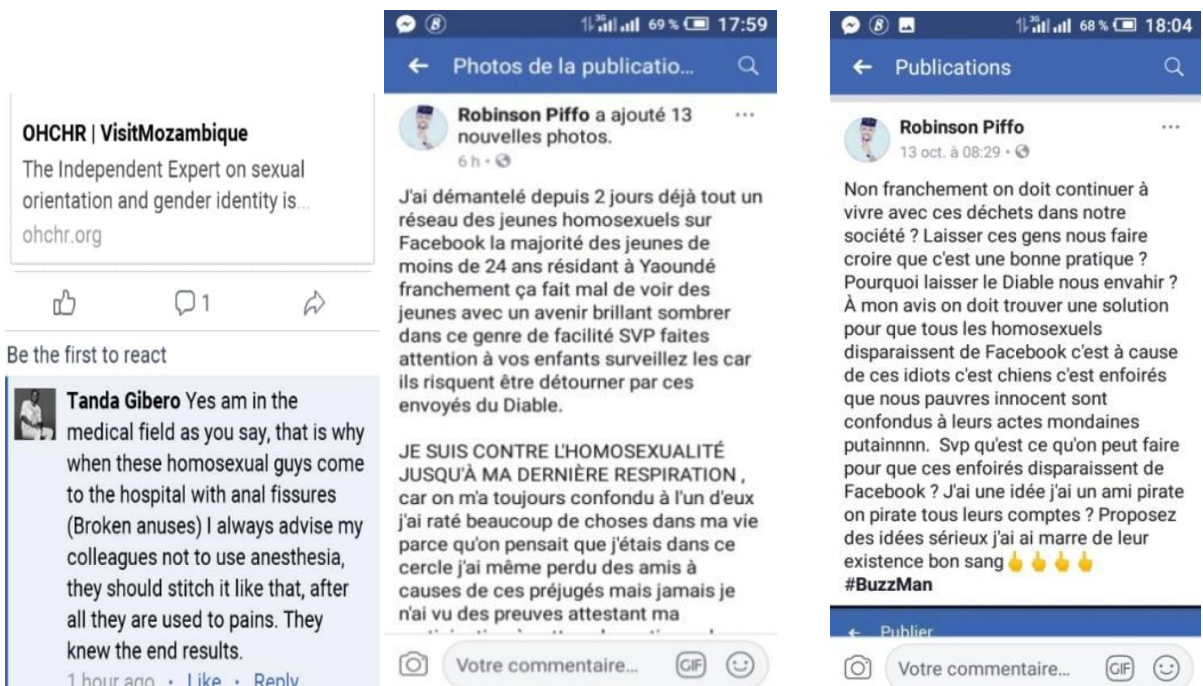 OHCHR | VisitMozambique
The Independent Expert on sexual
orientation and gender identity is...
ohchr.org
1
Be the first to react
Tanda Gibero Yes am in the
medical field as you say, that is why
when these homosexual guys come
to the hospital with anal fissures
(Broken anuses) I always advise my
colleagues not to use anesthesia,
they should stitch it like that, after
all they are used to pains. They
knew the end results.
1 hour ago · Like · Reply
3G 69 % 17:59
Photos de la publicatio...
Robinson Piffo a ajouté 13
nouvelles photos.
6 h
J'ai démantelé depuis 2 jours déjà tout un
réseau des jeunes homosexuels sur
Facebook la majorité des jeunes de
moins de 24 ans résidant à Yaoundé
franchement ça fait mal de voir des
jeunes avec un avenir brillant sombrer
dans ce genre de facilité SVP faites
attention à vos enfants surveillez les car
ils risquent être détourner par ces
envoyés du Diable.
JE SUIS CONTRE L'HOMOSEXUALITÉ
JUSQU'À MA DERNIÈRE RESPIRATION ,
car on m'a toujours confondu à l'un d'eux
j'ai raté beaucoup de choses dans ma vie
parce qu'on pensait que j'étais dans ce
cercle j'ai même perdu des amis à
causes de ces préjugés mais jamais je
n'ai vu des preuves attestant ma
Votre commentaire... GIF
3G 68 % 18:04
Publications
Robinson Piffo
13 oct. à 08:29
Non franchement on doit continuer à
vivre avec ces déchets dans notre
société ? Laisser ces gens nous faire
croire que c'est une bonne pratique ?
Pourquoi laisser le Diable nous envahir ?
À mon avis on doit trouver une solution
pour que tous les homosexuels
disparaissent de Facebook c'est à cause
de ces idiots c'est chiens c'est enfoirés
que nous pauvres innocent sont
confondus à leurs actes mondaines
putainnnn. Svp qu'est ce qu'on peut faire
pour que ces enfoirés disparaissent de
Facebook ? J'ai une idée j'ai un ami pirate
on pirate tous leurs comptes ? Proposez
des idées sérieux j'ai ai marre de leur
existence bon sang👆👆👆👆
#BuzzMan
Publier
Votre commentaire... GIF